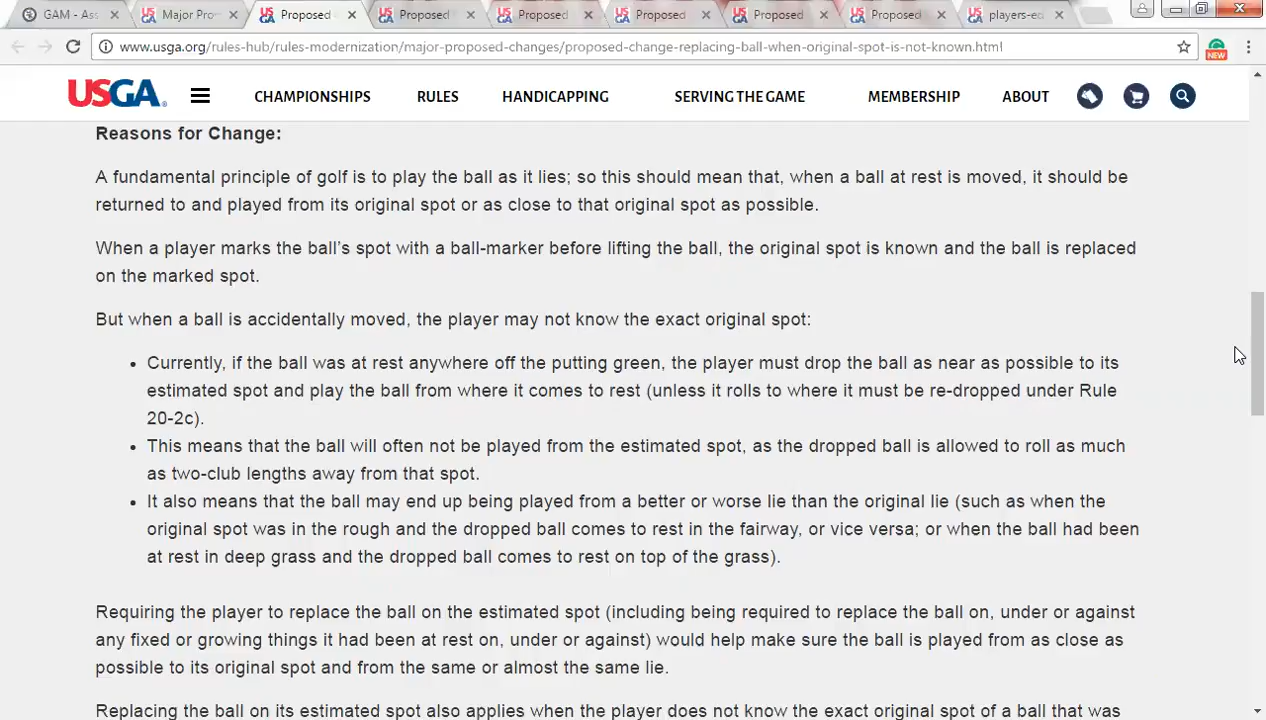 GAM - Ass
Major Pro
Proposed
Proposed
Proposed
Proposed
Proposed
Proposed
players-ed
www.usga.org/rules-hub/rules-modernization/major-proposed-changes/proposed-change-replacing-ball-when-original-spot-is-not-known.html
NEW
USGA
CHAMPIONSHIPS
RULES
HANDICAPPING
SERVING THE GAME
MEMBERSHIP
ABOUT
Reasons for Change:
A fundamental principle of golf is to play the ball as it lies; so this should mean that, when a ball at rest is moved, it should be
returned to and played from its original spot or as close to that original spot as possible.
When a player marks the ball's spot with a ball-marker before lifting the ball, the original spot is known and the ball is replaced
on the marked spot.
But when a ball is accidentally moved, the player may not know the exact original spot:
• Currently, if the ball was at rest anywhere off the putting green, the player must drop the ball as near as possible to its
estimated spot and play the ball from where it comes to rest (unless it rolls to where it must be re-dropped under Rule
20-2c).
• This means that the ball will often not be played from the estimated spot, as the dropped ball is allowed to roll as much
as two-club lengths away from that spot.
• It also means that the ball may end up being played from a better or worse lie than the original lie (such as when the
original spot was in the rough and the dropped ball comes to rest in the fairway, or vice versa; or when the ball had been
at rest in deep grass and the dropped ball comes to rest on top of the grass).
Requiring the player to replace the ball on the estimated spot (including being required to replace the ball on, under or against
any fixed or growing things it had been at rest on, under or against) would help make sure the ball is played from as close as
possible to its original spot and from the same or almost the same lie.
Replacing the ball on its estimated spot also applies when the player does not know the exact original spot of a ball that was